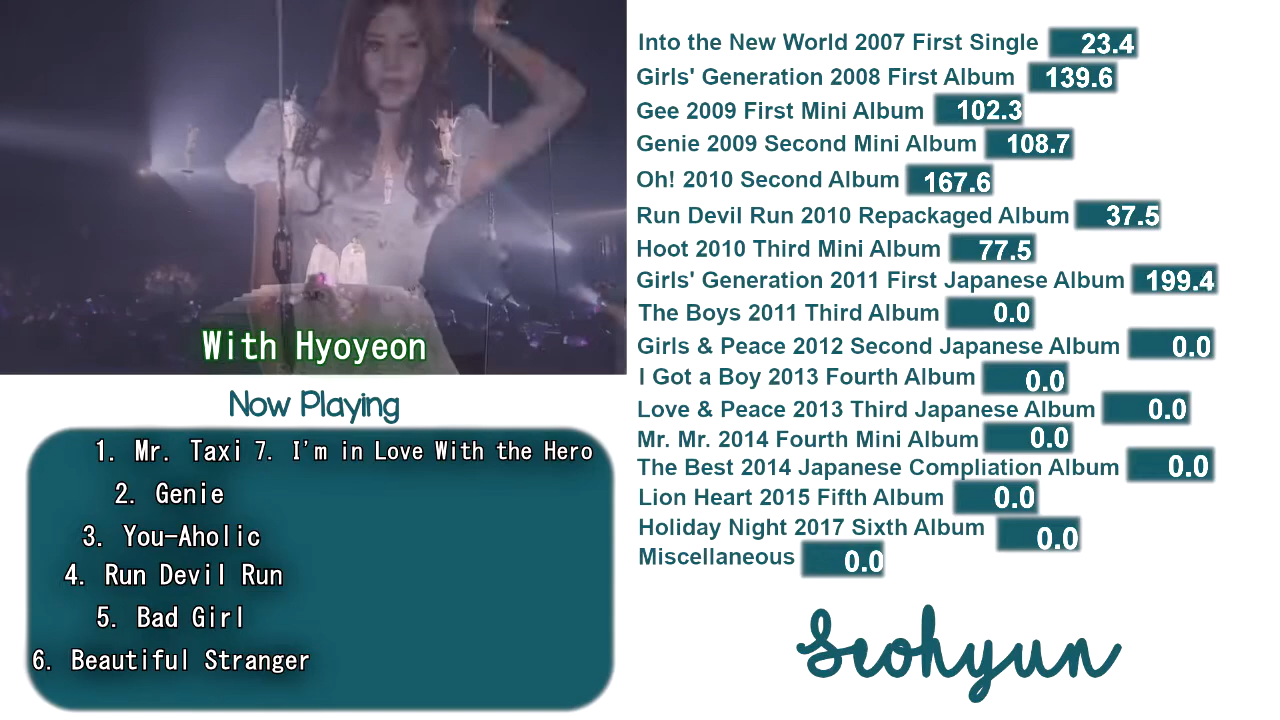 With Hyoyeon
Now Playing
1. Mr. Taxi 7. I'm in Love With the Hero
2. Genie
3. You-Aholic
4. Run Devil Run
5. Bad Girl
6. Beautiful Stranger
Into the New World 2007 First Single 23.4
Girls' Generation 2008 First Album 139.6
Gee 2009 First Mini Album 102.3
Genie 2009 Second Mini Album 108.7
Oh! 2010 Second Album 167.6
Run Devil Run 2010 Repackaged Album 37.5
Hoot 2010 Third Mini Album 77.5
Girls' Generation 2011 First Japanese Album 199.4
The Boys 2011 Third Album 0.0
Girls & Peace 2012 Second Japanese Album 0.0
I Got a Boy 2013 Fourth Album 0.0
Love & Peace 2013 Third Japanese Album 0.0
Mr. Mr. 2014 Fourth Mini Album 0.0
The Best 2014 Japanese Compliation Album 0.0
Lion Heart 2015 Fifth Album 0.0
Holiday Night 2017 Sixth Album 0.0
Miscellaneous 0.0
Seohyun